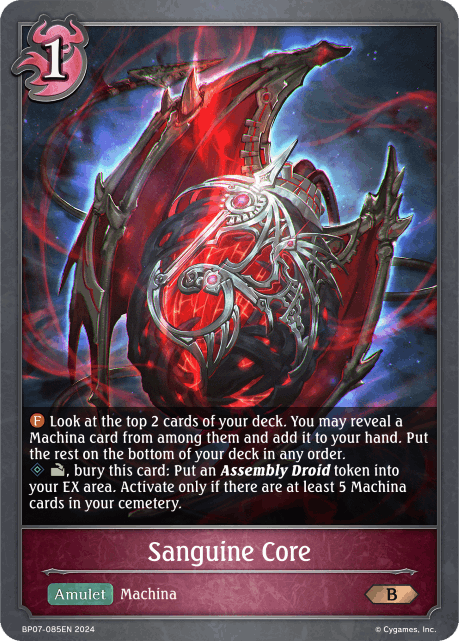 1
F Look at the top 2 cards of your deck. You may reveal a
Machina card from among them and add it to your hand. Put
the rest on the bottom of your deck in any order.
, bury this card: Put an Assembly Droid token into
your EX area. Activate only if there are at least 5 Machina
cards in your cemetery.
Sanguine Core
Amulet Machina B
BP07-085EN 2024 © Cygames, Inc.